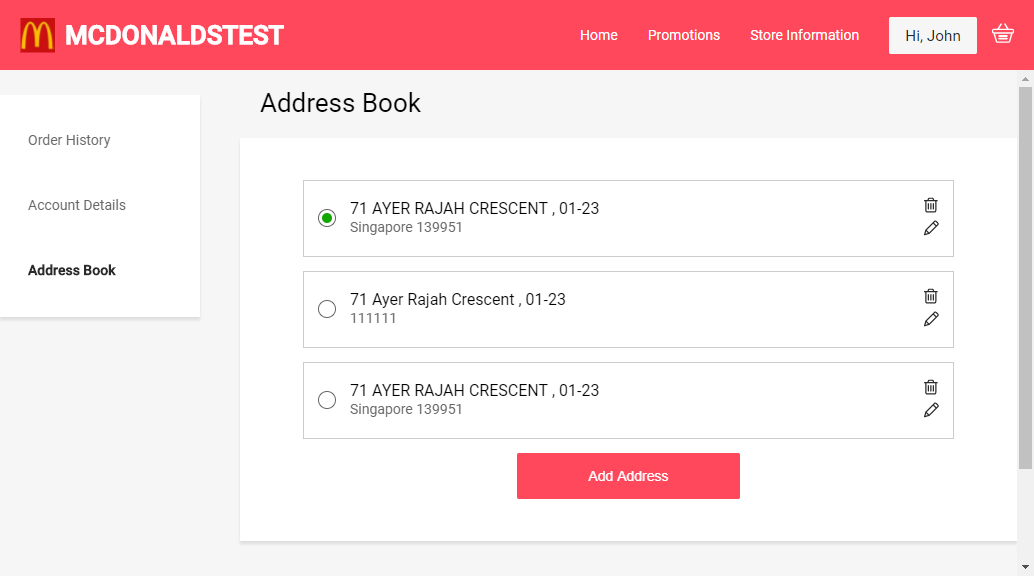 MCDONALDSTEST
Home
Promotions
Store Information
Hi, John
Order History
Account Details
Address Book
Address Book
71 AYER RAJAH CRESCENT , 01-23
Singapore 139951
71 Ayer Rajah Crescent , 01-23
111111
71 AYER RAJAH CRESCENT , 01-23
Singapore 139951
Add Address